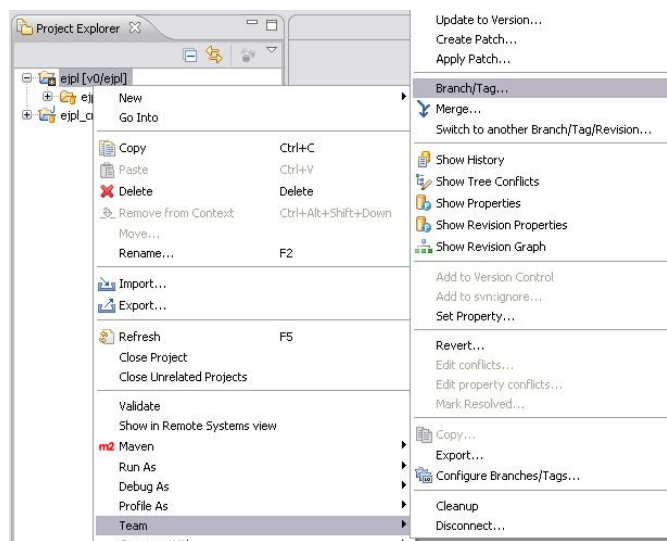 Project Explorer
ejpl [v0/ejpl]
New
Go Into
Copy Ctrl+C
Paste Ctrl+V
Delete Delete
Remove from Context Ctrl+Alt+Shift+Down
Move...
Rename... F2
Import...
Export...
Refresh F5
Close Project
Close Unrelated Projects
Validate
Show in Remote Systems view
m2 Maven
Run As
Debug As
Profile As
Team
Update to Version...
Create Patch...
Apply Patch...
Branch/Tag...
Merge...
Switch to another Branch/Tag/Revision...
Show History
Show Tree Conflicts
Show Properties
Show Revision Properties
Show Revision Graph
Add to Version Control
Add to svn:ignore...
Set Property...
Revert...
Edit conflicts...
Edit property conflicts...
Mark Resolved...
Copy...
Export...
Configure Branches/Tags...
Cleanup
Disconnect...